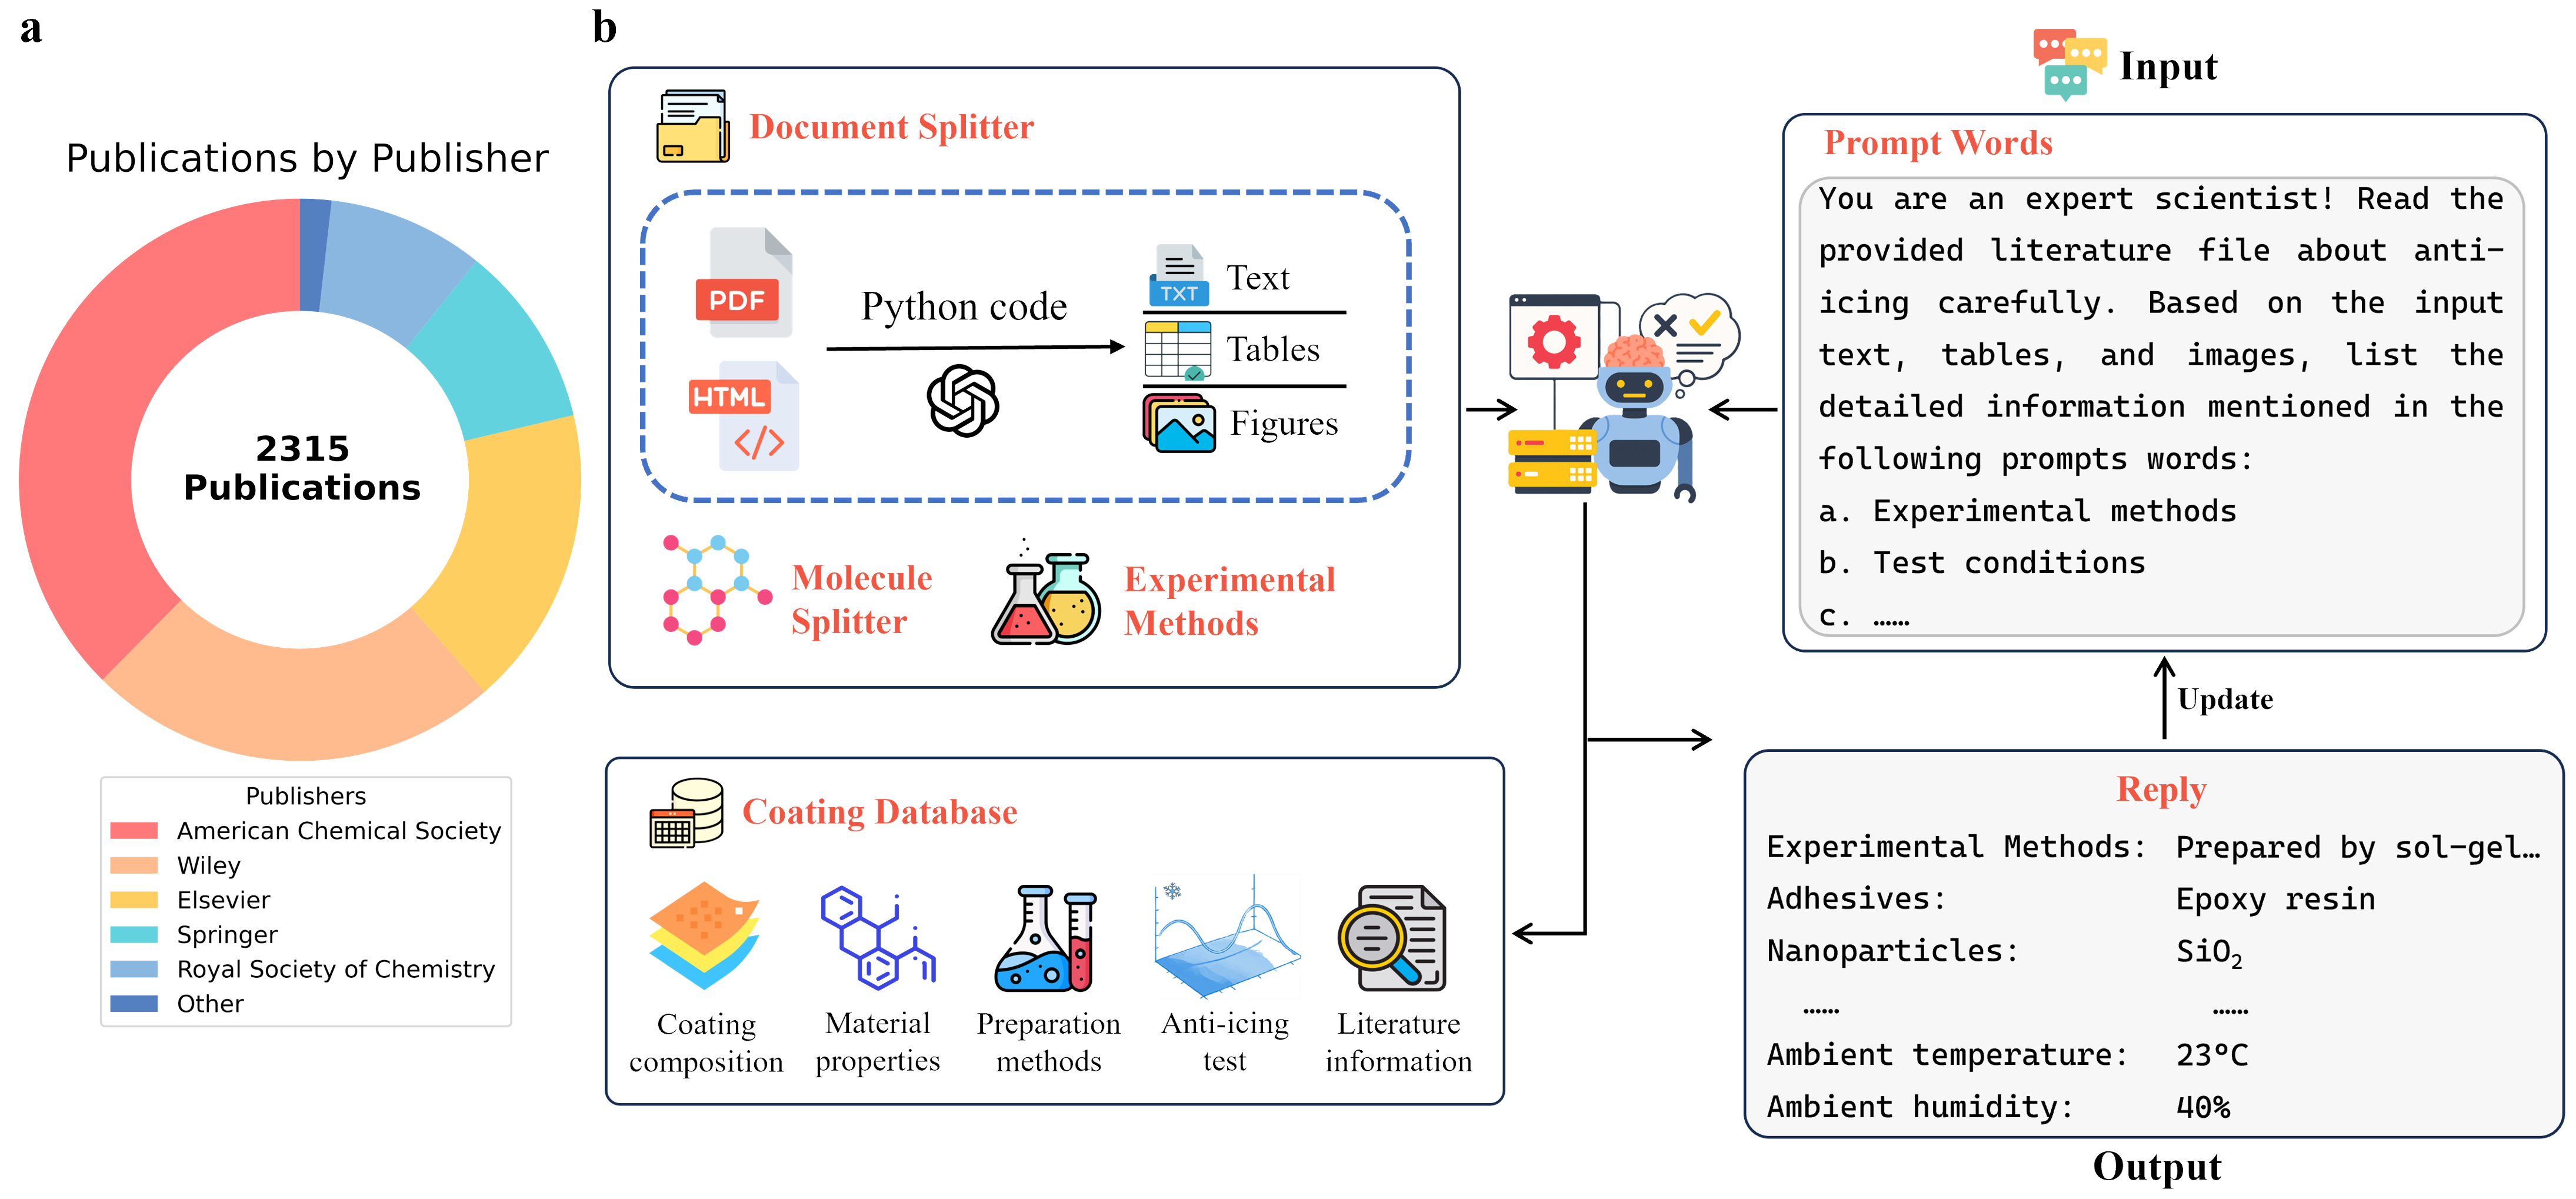 a
Publications by Publisher
2315
Publications
Publishers
American Chemical Society
Wiley
Elsevier
Springer
Royal Society of Chemistry
Other
b
Document Splitter
PDF
HTML
</>
Python code
TXT
Text
Tables
Figures
Molecule
Splitter
Experimental
Methods
Input
Prompt Words
You are an expert scientist! Read the
provided literature file about anti-
icing carefully. Based on the input
text, tables, and images, list the
detailed information mentioned in the
following prompts words:
a. Experimental methods
b. Test conditions
c. ……
Update
Coating Database
Coating
composition
Material
properties
Preparation
methods
Anti-icing
test
Literature
information
Reply
Experimental Methods: Prepared by sol-gel…
Adhesives: Epoxy resin
Nanoparticles: SiO₂
…… ……
Ambient temperature: 23°C
Ambient humidity: 40%
Output